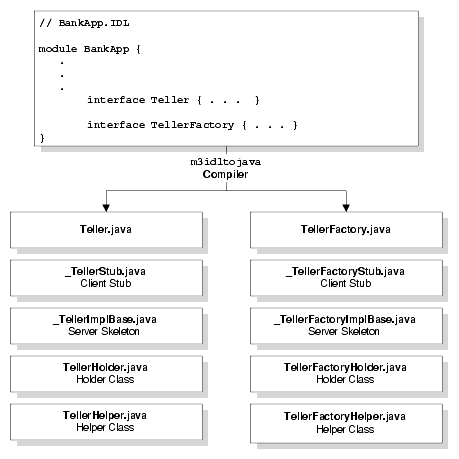 // BankApp.IDL
module BankApp {
.
.
.
interface Teller { . . .  }
interface TellerFactory { . . . }
}
m3idltojava
Compiler
Teller.java
TellerFactory.java
_TellerStub.java
Client Stub
_TellerFactoryStub.java
Client Stub
_TellerImplBase.java
Server Skeleton
_TellerFactoryImplBase.java
Server Skeleton
TellerHolder.java
Holder Class
TellerFactoryHolder.java
Holder Class
TellerHelper.java
Helper Class
TellerFactoryHelper.java
Helper Class